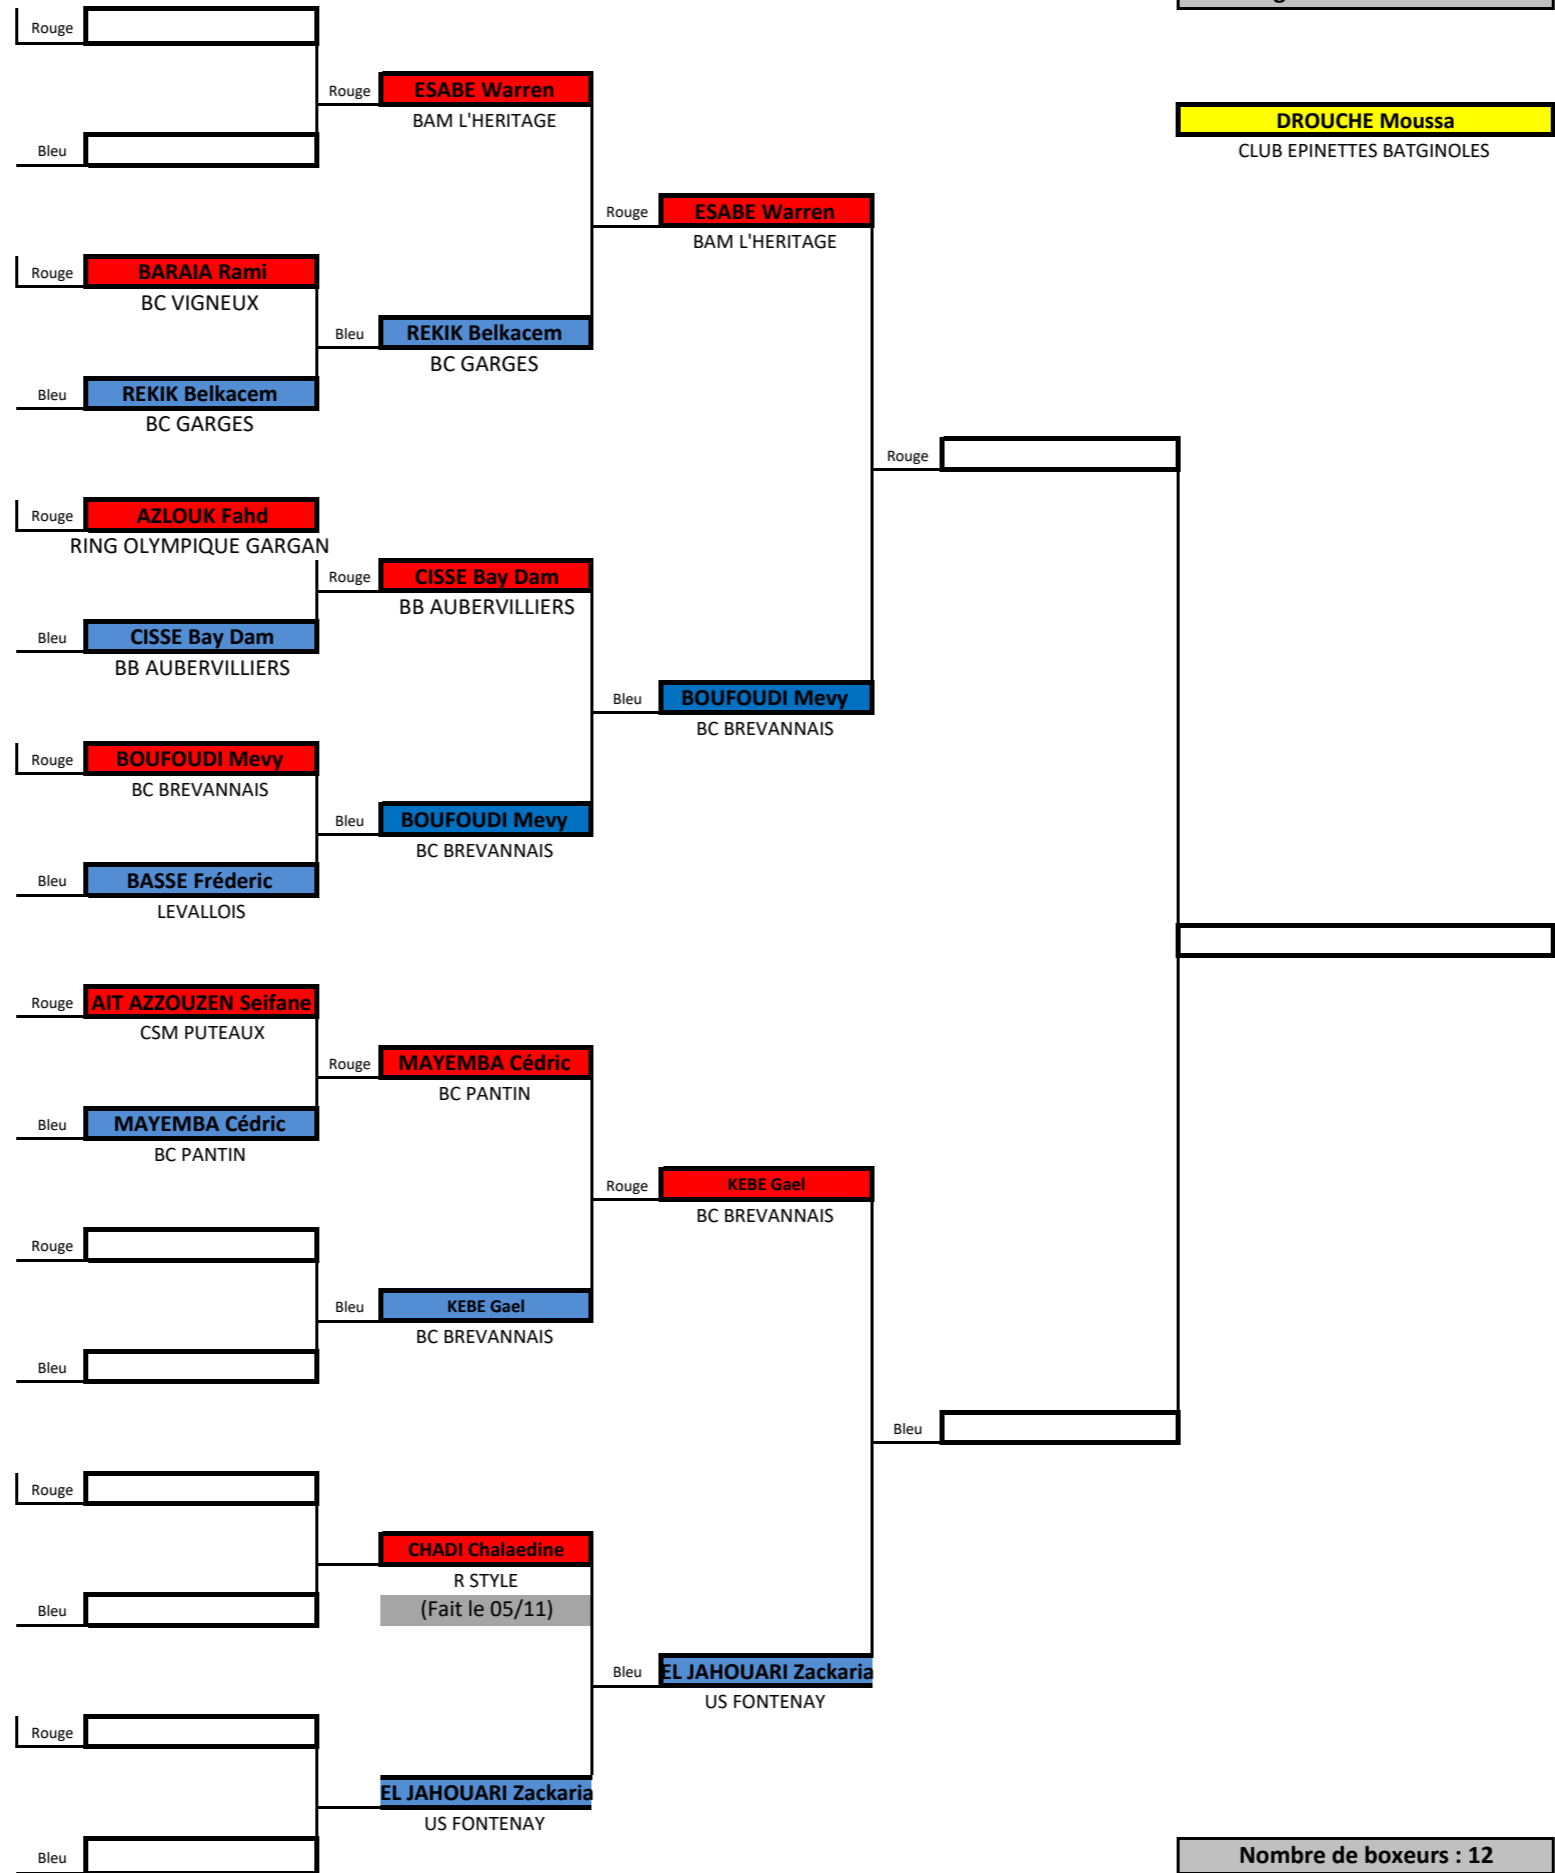 Rouge
Rouge
ESABE Warren
BAM L'HERITAGE
DROUCHE Moussa
CLUB EPINETTES BATGINOLES
Bleu
Rouge
ESABE Warren
BAM L'HERITAGE
Rouge
BARAIA Rami
BC VIGNEUX
Bleu
REKIK Belkacem
BC GARGES
Bleu
REKIK Belkacem
BC GARGES
Rouge
Rouge
AZLOUK Fahd
RING OLYMPIQUE GARGAN
Rouge
CISSE Bay Dam
BB AUBERVILLIERS
Bleu
CISSE Bay Dam
BB AUBERVILLIERS
Bleu
BOUFOUDI Mevy
BC BREVANNAIS
Rouge
BOUFOUDI Mevy
BC BREVANNAIS
Bleu
BOUFOUDI Mevy
BC BREVANNAIS
Bleu
BASSE Fréderic
LEVALLOIS
Rouge
AIT AZZOUZEN Seifane
CSM PUTEAUX
Rouge
MAYEMBA Cédric
BC PANTIN
Bleu
MAYEMBA Cédric
BC PANTIN
Rouge
KEBE Gael
BC BREVANNAIS
Rouge
Bleu
KEBE Gael
BC BREVANNAIS
Bleu
Bleu
Rouge
CHADI Chalaedine
R STYLE
(Fait le 05/11)
Bleu
Bleu
EL JAHOUARI Zackaria
US FONTENAY
Rouge
EL JAHOUARI Zackaria
US FONTENAY
Bleu
Nombre de boxeurs : 12